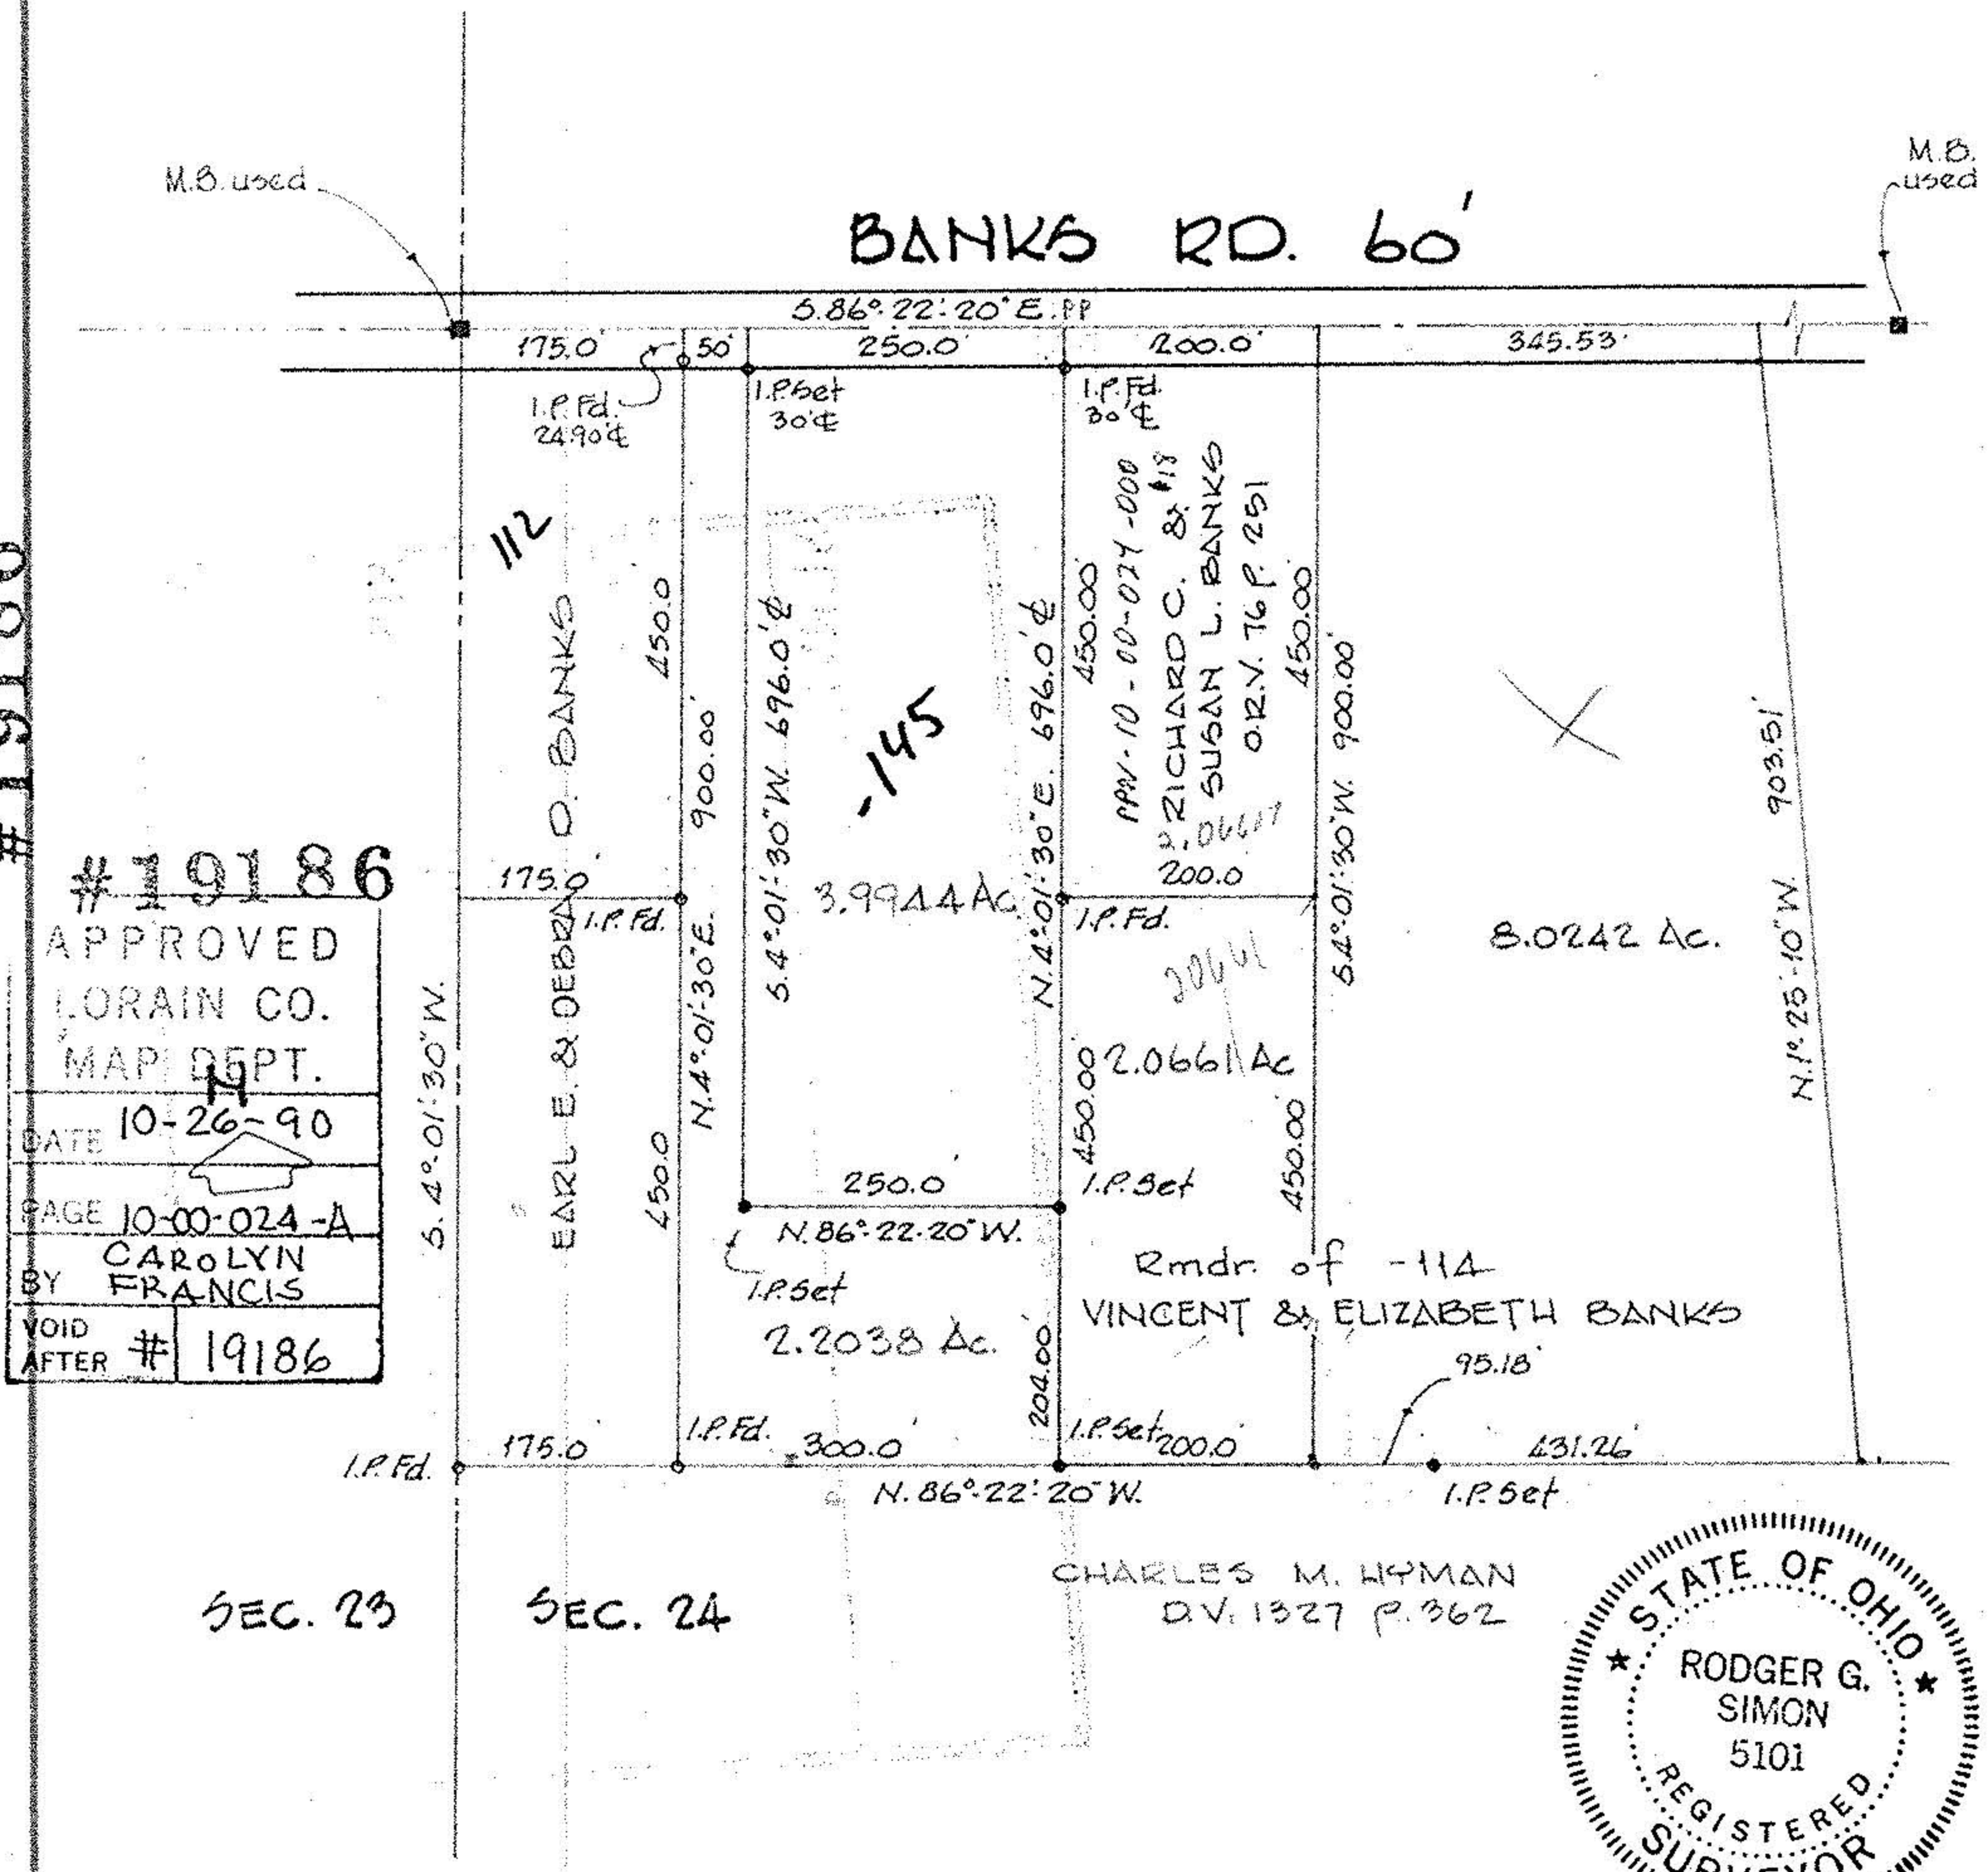 M.B. used
M.B.
used
BANKS RD. 60'
S.86°-22'-20" E. PP
175.0'
50'
250.0'
200.0'
345.53'
I.P. Fd.
24.90' ℄
I.P. Set
30' ℄
I.P. Fd.
30' ℄
112
EARL E. & DEBRA O. BANKS
450.0
900.00'
N.4°-01'-30" E.
450.0
S.4°-01'-30" W. 696.0' ℄
-145
3.9944 Ac.
N.4°-01'-30" E. 696.0' ℄
450.00'
PPN-10-00-024-000
RICHARD C. &
SUSAN L. BANKS
O.R.V. 76 P. 251
450.00'
S.4°-01'-30" W. 900.00'
903.51'
N.1°-25'-10" W.
8.0242 Ac.
175.0'
I.P. Fd.
200.0
I.P. Fd.
2.0661 Ac
450.00'
450.00'
# 19186
#19186
APPROVED
LORAIN CO.
MAP DEPT.
N
DATE 10-26-90
PAGE 10-00-024-A
BY CAROLYN
FRANCIS
VOID
AFTER # 19186
S. 4°-01'-30" W.
250.0'
I.P. Set
N.86°-22'-20" W.
I.P. Set
2.2038 Ac.
204.00'
Rmdr. of -114
VINCENT & ELIZABETH BANKS
95.18'
I.P. Fd.
175.0'
I.P. Fd.
300.0'
I.P. Set
200.0'
431.26'
N. 86°-22'-20" W.
I.P. Set
SEC. 23
SEC. 24
CHARLES M. HYMAN
D.V. 1327 P. 362
STATE OF OHIO
RODGER G.
SIMON
5101
REGISTERED
SURVEYOR